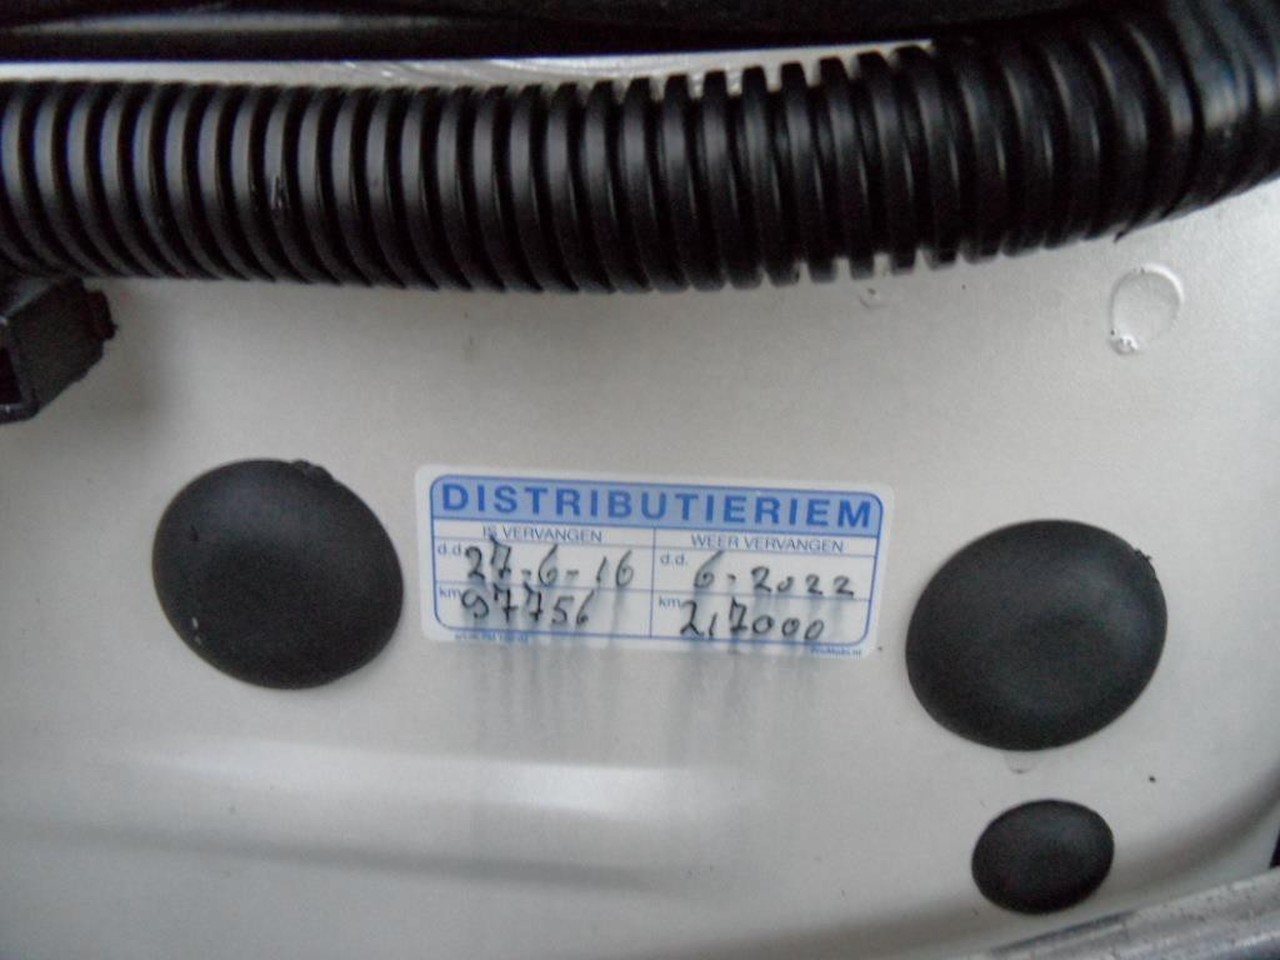 DISTRIBUTIERIEM
IS VERVANGEN WEER VERVANGEN
d.d. 27-6-16 d.d. 6-2022
km 97756 km 217000